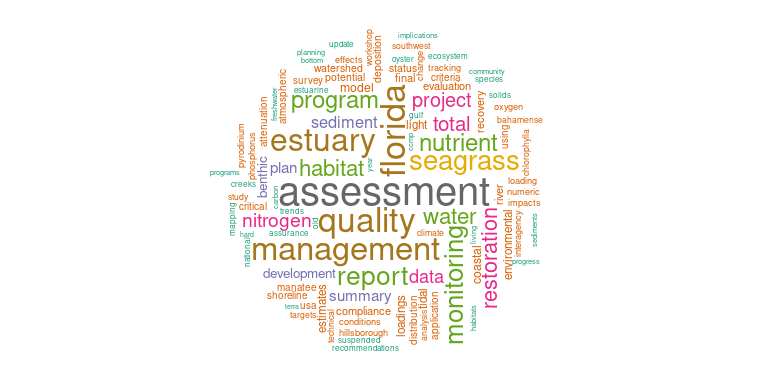 implications
update
workshop
southwest
planning
bottom
effects
deposition
oyster
ecosystem
watershed
status
change
tracking
community
survey
potential
final
criteria
species
estuarine
model
evaluation
atmospheric
freshwater
program
florida
project
recovery
solids
oxygen
attenuation
sediment
gulf
light
total
bahamense
pyrodinium
phosphorus
estuary
ccmp
nutrient
using
chlorophylla
programs
benthic
plan
habitat
year
seagrass
creeks
carbon
assessment
loading
numeric
river
study
critical
trends
impacts
mapping
nitrogen
old
quality
water
restoration
environmental
interagency
sediments
hard
assurance
climate
living
national
management
monitoring
coastal
progress
development
report
data
manatee
shoreline
summary
habitats
terra
usa
estimates
targets
technical
compliance
loadings
distribution
tidal
analysis
application
conditions
hillsborough
suspended
recommendations